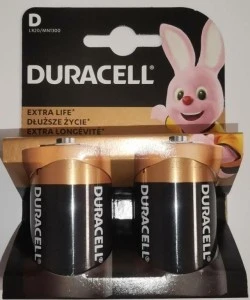 D
LR20/MN1300
DURACELL®
EXTRA LIFE*
DŁUŻSZE ŻYCIE*
EXTRA LONGÉVITÉ*
DURACELL
DURACELL